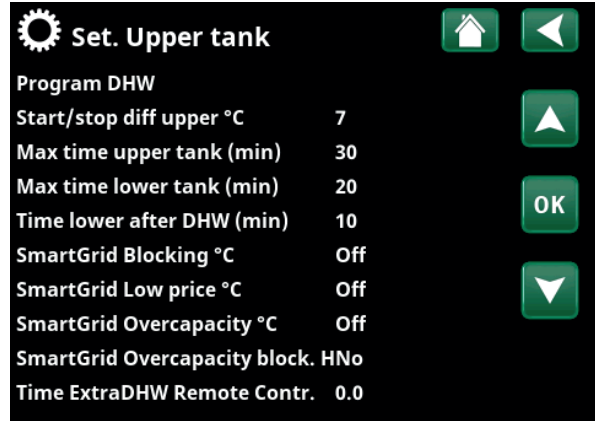 Set. Upper tank
Program DHW
Start/stop diff upper °C 7
Max time upper tank (min) 30
Max time lower tank (min) 20
Time lower after DHW (min) 10
SmartGrid Blocking °C Off
SmartGrid Low price °C Off
SmartGrid Overcapacity °C Off
SmartGrid Overcapacity block. HNo
Time ExtraDHW Remote Contr. 0.0
OK